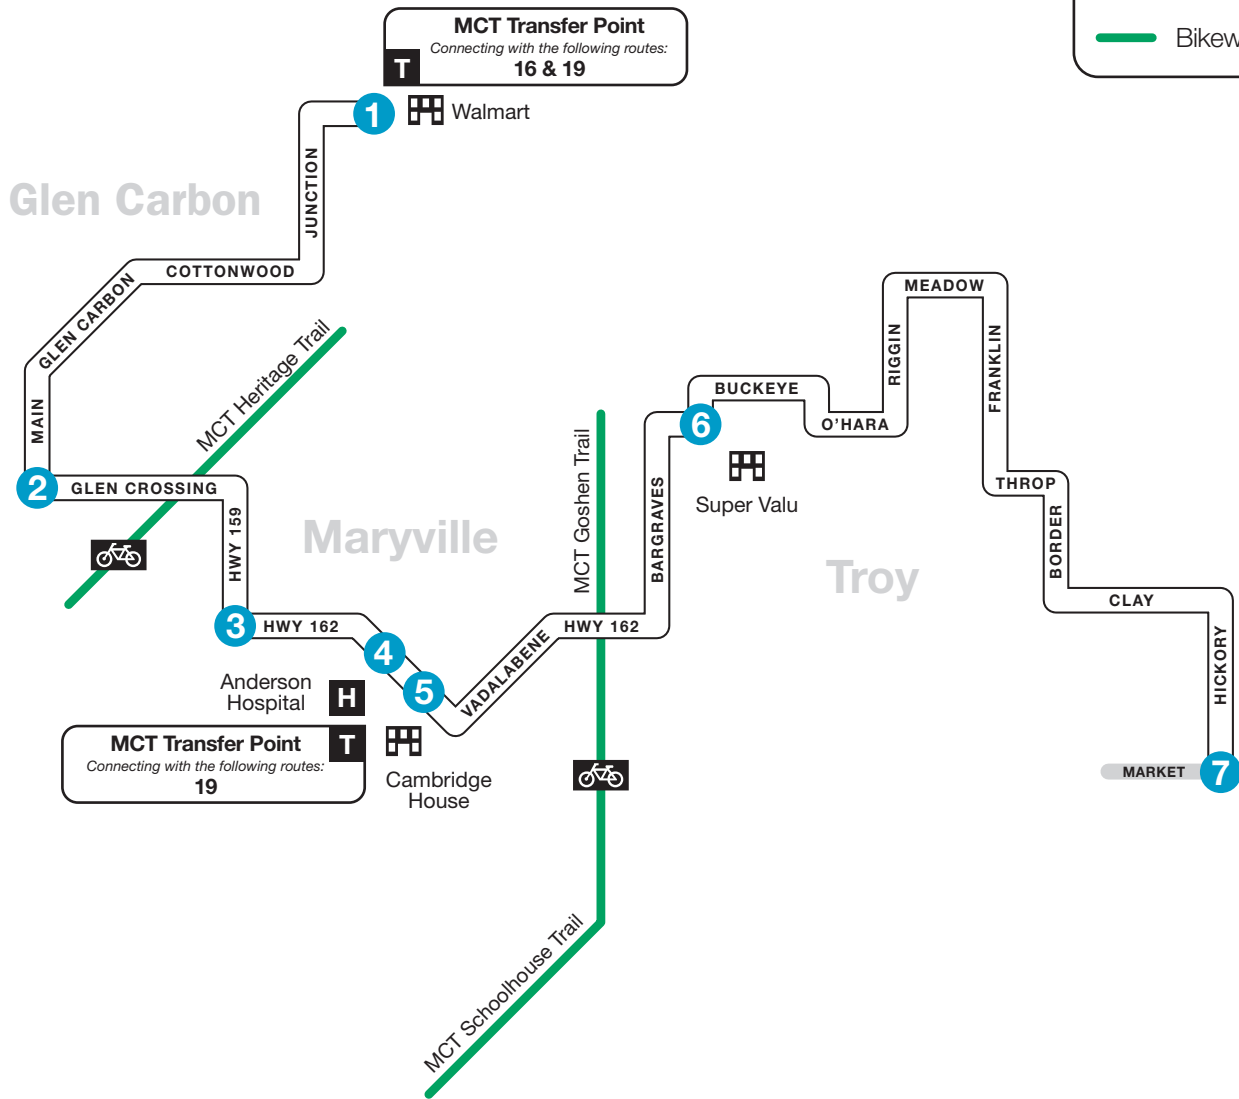 MCT Transfer Point
Connecting with the following routes:
T
16 & 19
1
Walmart
Glen Carbon
JUNCTION
COTTONWOOD
GLEN CARBON
MAIN
MCT Heritage Trail
2
GLEN CROSSING
HWY 159
Maryville
3
HWY 162
4
5
Anderson
Hospital
H
MCT Transfer Point
T
Connecting with the following routes:
19
Cambridge
House
VADALABENE
HWY 162
MCT Goshen Trail
MCT Schoolhouse Trail
BARGRAVES
6
BUCKEYE
O'HARA
RIGGIN
MEADOW
FRANKLIN
Super Valu
Troy
THROP
BORDER
CLAY
HICKORY
MARKET
7